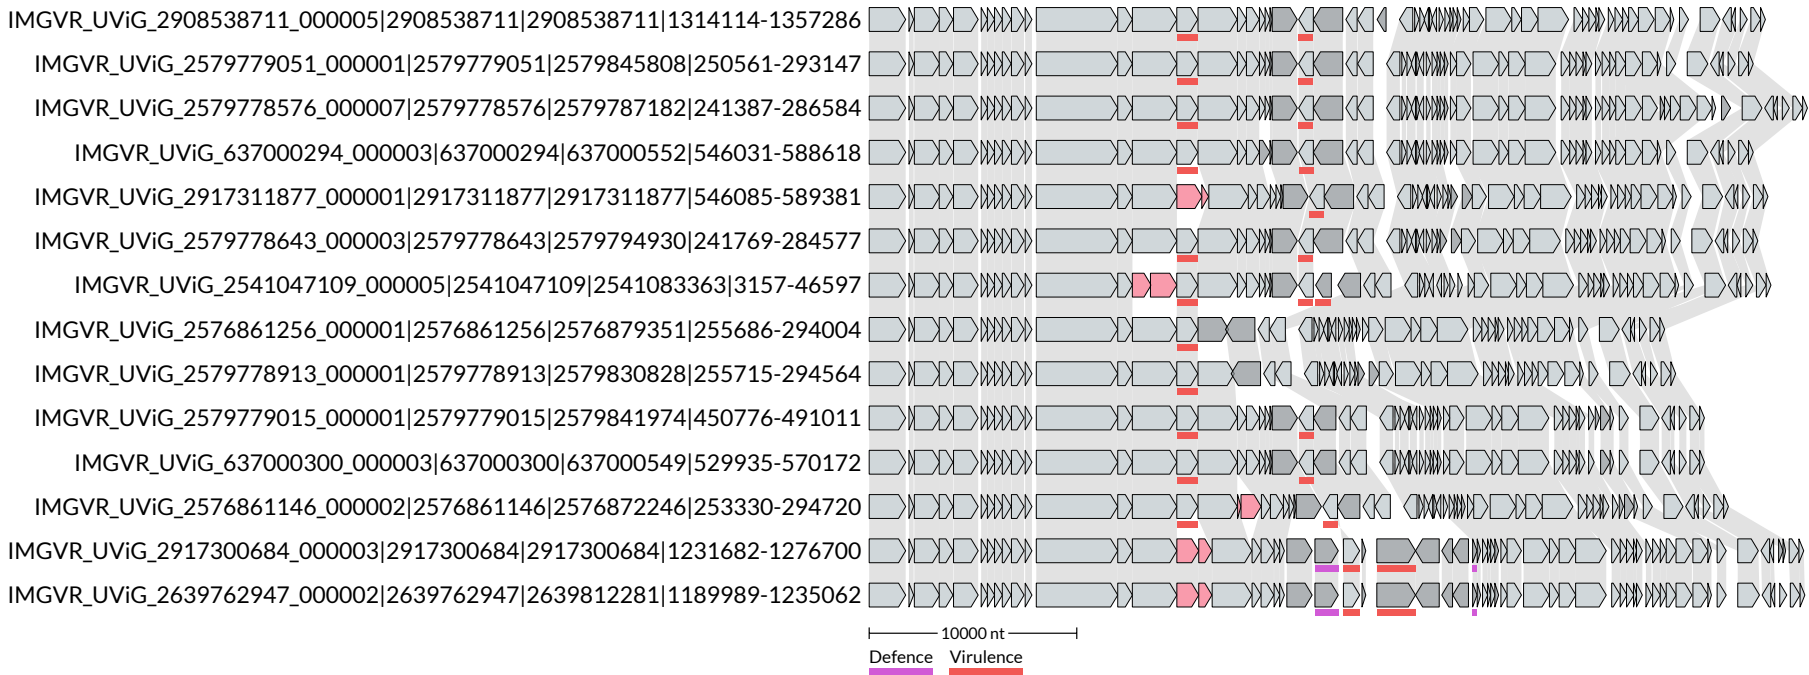 IMGVR_UViG_2908538711_000005|2908538711|2908538711|1314114-1357286
IMGVR_UViG_2579779051_000001|2579779051|2579845808|250561-293147
IMGVR_UViG_2579778576_000007|2579778576|2579787182|241387-286584
IMGVR_UViG_637000294_000003|637000294|637000552|546031-588618
IMGVR_UViG_2917311877_000001|2917311877|2917311877|546085-589381
IMGVR_UViG_2579778643_000003|2579778643|2579794930|241769-284577
IMGVR_UViG_2541047109_000005|2541047109|2541083363|3157-46597
IMGVR_UViG_2576861256_000001|2576861256|2576879351|255686-294004
IMGVR_UViG_2579778913_000001|2579778913|2579830828|255715-294564
IMGVR_UViG_2579779015_000001|2579779015|2579841974|450776-491011
IMGVR_UViG_637000300_000003|637000300|637000549|529935-570172
IMGVR_UViG_2576861146_000002|2576861146|2576872246|253330-294720
IMGVR_UViG_2917300684_000003|2917300684|2917300684|1231682-1276700
IMGVR_UViG_2639762947_000002|2639762947|2639812281|1189989-1235062
10000 nt
Defence Virulence